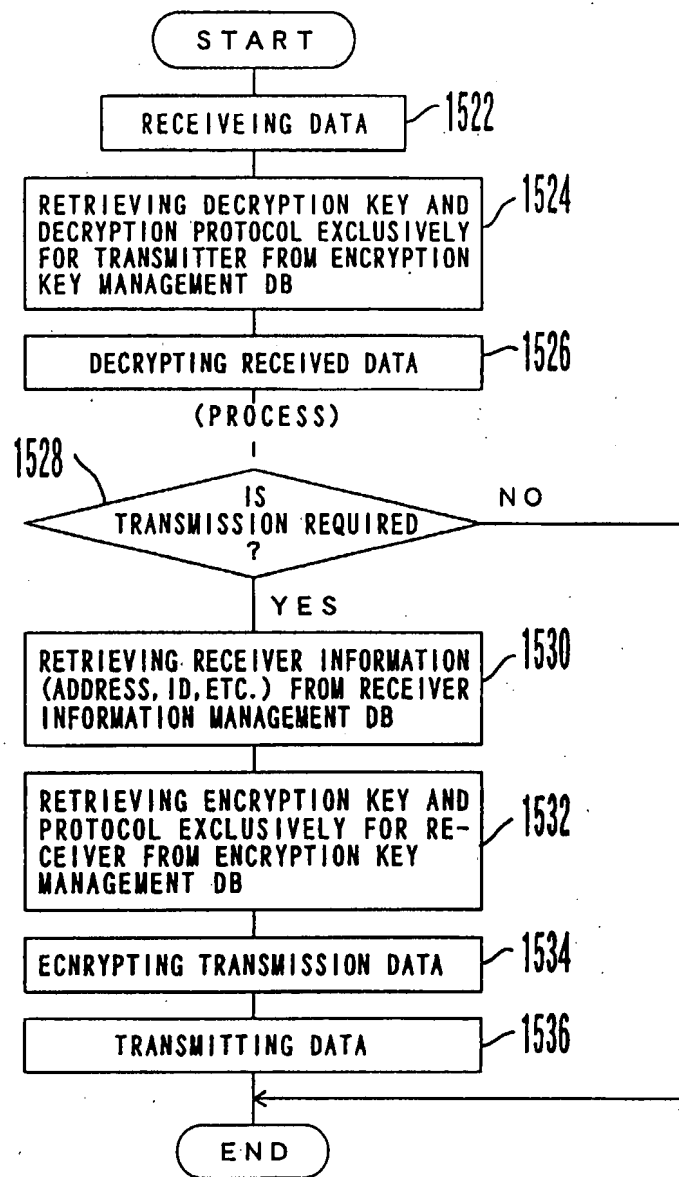 START
RECEIVEING DATA
1522
RETRIEVING DECRYPTION KEY AND
DECRYPTION PROTOCOL EXCLUSIVELY
FOR TRANSMITTER FROM ENCRYPTION
KEY MANAGEMENT DB
1524
DECRYPTING RECEIVED DATA
1526
(PROCESS)
1528
IS
TRANSMISSION REQUIRED
?
NO
YES
RETRIEVING RECEIVER INFORMATION
(ADDRESS, ID, ETC.) FROM RECEIVER
INFORMATION MANAGEMENT DB
1530
RETRIEVING ENCRYPTION KEY AND
PROTOCOL EXCLUSIVELY FOR RE-
CEIVER FROM ENCRYPTION KEY
MANAGEMENT DB
1532
ECNRYPTING TRANSMISSION DATA
1534
TRANSMITTING DATA
1536
END